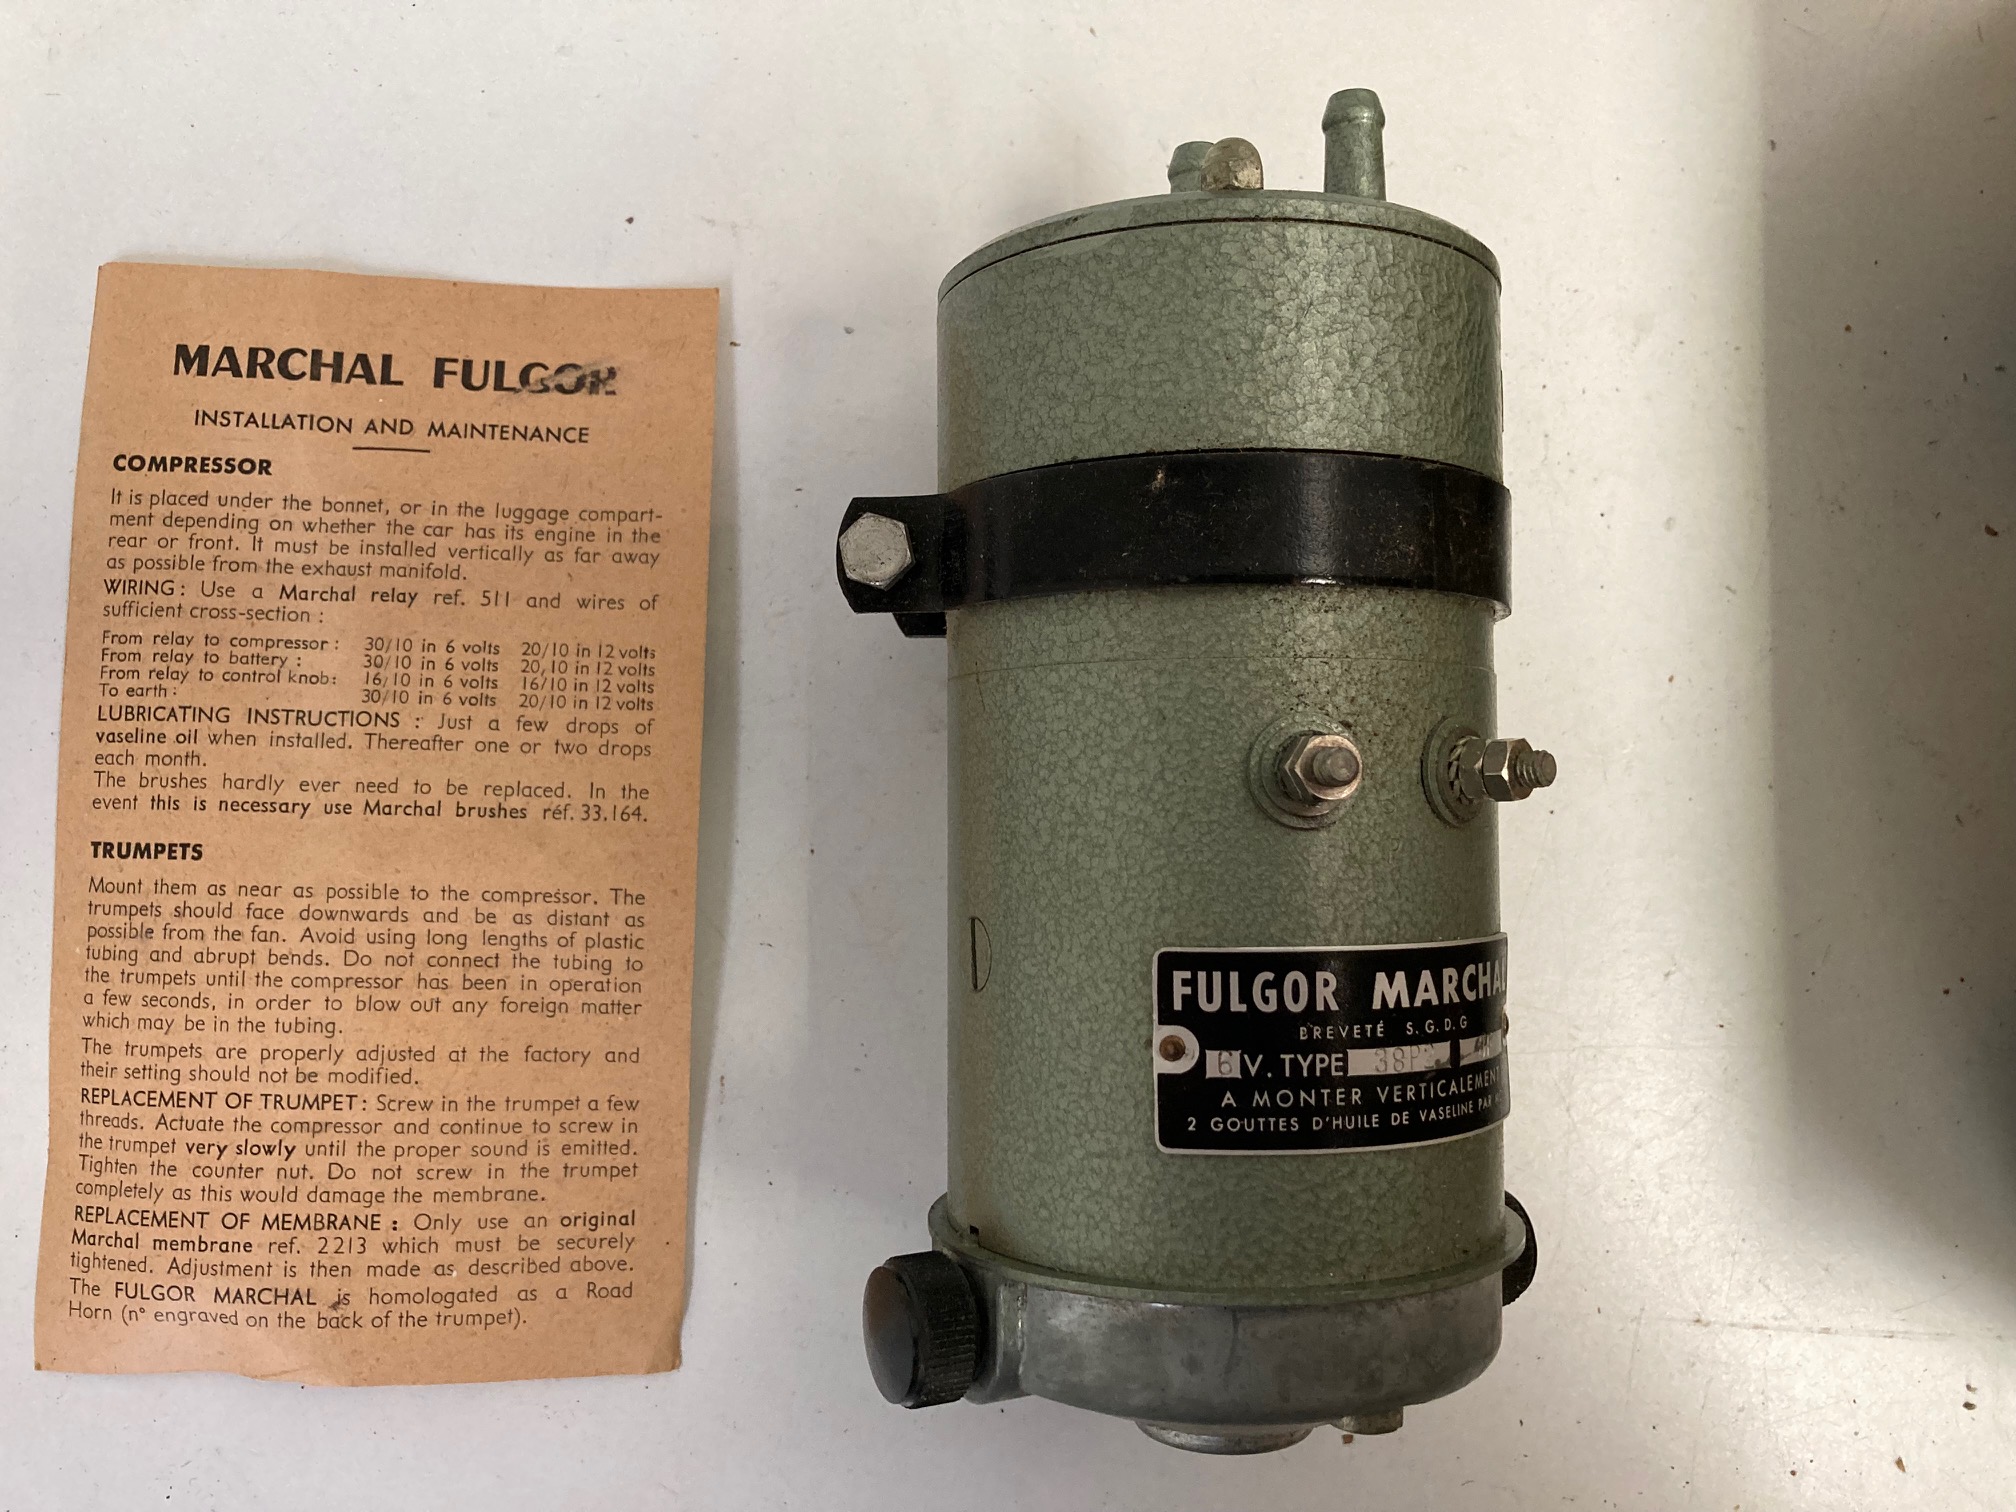 MARCHAL FULGOR
INSTALLATION AND MAINTENANCE
COMPRESSOR
It is placed under the bonnet, or in the luggage compart-
ment depending on whether the car has its engine in the
rear or front. It must be installed vertically as far away
as possible from the exhaust manifold.
WIRING : Use a Marchal relay ref. 511 and wires of
sufficient cross-section :
From relay to compressor : 30/10 in 6 volts 20/10 in 12 volts
From relay to battery : 30/10 in 6 volts 20/10 in 12 volts
From relay to control knob: 16/10 in 6 volts 16/10 in 12 volts
To earth : 30/10 in 6 volts 20/10 in 12 volts
LUBRICATING INSTRUCTIONS : Just a few drops of
vaseline oil when installed. Thereafter one or two drops
each month.
The brushes hardly ever need to be replaced. In the
event this is necessary use Marchal brushes réf. 33.164.
TRUMPETS
Mount them as near as possible to the compressor. The
trumpets should face downwards and be as distant as
possible from the fan. Avoid using long lengths of plastic
tubing and abrupt bends. Do not connect the tubing to
the trumpets until the compressor has been in operation
a few seconds, in order to blow out any foreign matter
which may be in the tubing.
The trumpets are properly adjusted at the factory and
their setting should not be modified.
REPLACEMENT OF TRUMPET : Screw in the trumpet a few
threads. Actuate the compressor and continue to screw in
the trumpet very slowly until the proper sound is emitted.
Tighten the counter nut. Do not screw in the trumpet
completely as this would damage the membrane.
REPLACEMENT OF MEMBRANE : Only use an original
Marchal membrane ref. 2213 which must be securely
tightened. Adjustment is then made as described above.
The FULGOR MARCHAL is homologated as a Road
Horn (n° engraved on the back of the trumpet).
FULGOR MARCHAL
BREVETÉ S.G.D.G
6 V. TYPE
A MONTER VERTICALEMENT
2 GOUTTES D'HUILE DE VASELINE PAR